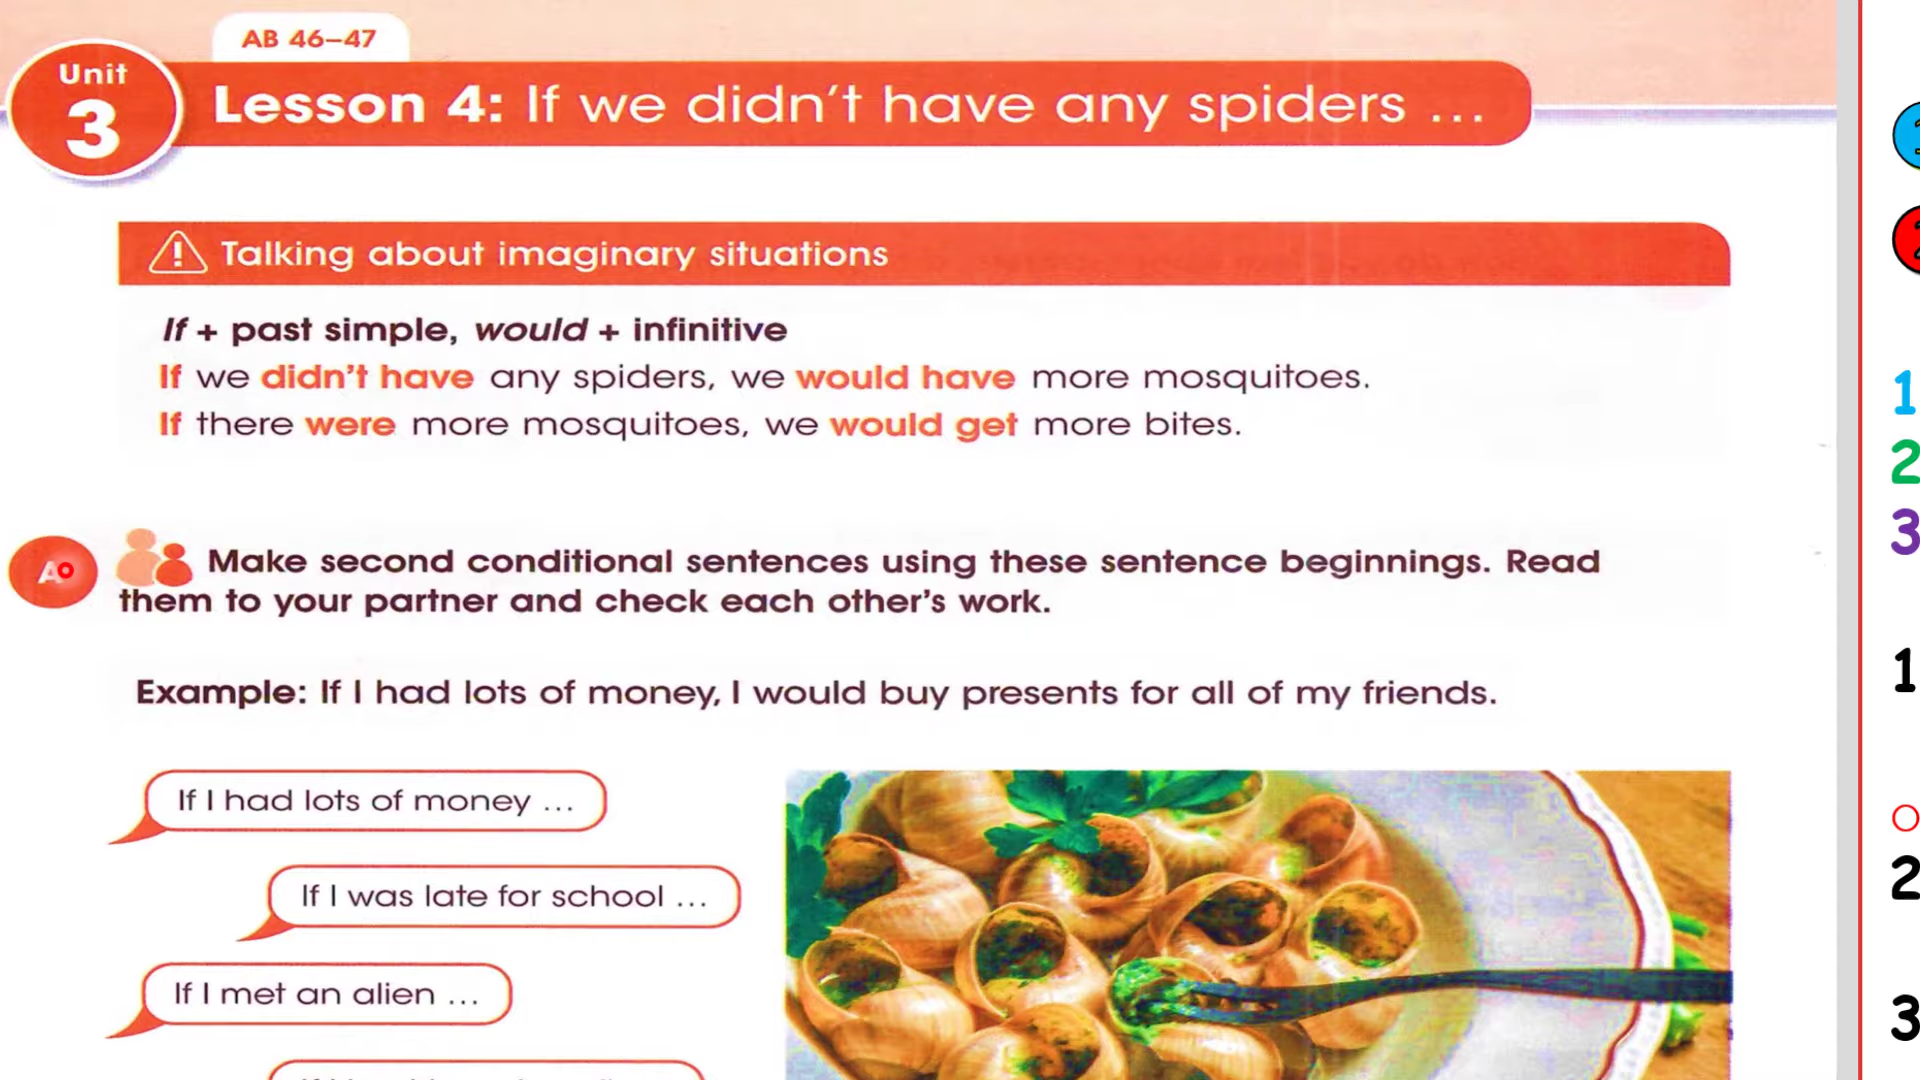 AB 46–47
Unit
3
Lesson 4: If we didn't have any spiders ...
Talking about imaginary situations
If + past simple, would + infinitive
If we didn't have any spiders, we would have more mosquitoes.
If there were more mosquitoes, we would get more bites.
A
Make second conditional sentences using these sentence beginnings. Read
them to your partner and check each other's work.
Example: If I had lots of money, I would buy presents for all of my friends.
If I had lots of money ...
If I was late for school ...
If I met an alien ...
1
2
3
1
2
3